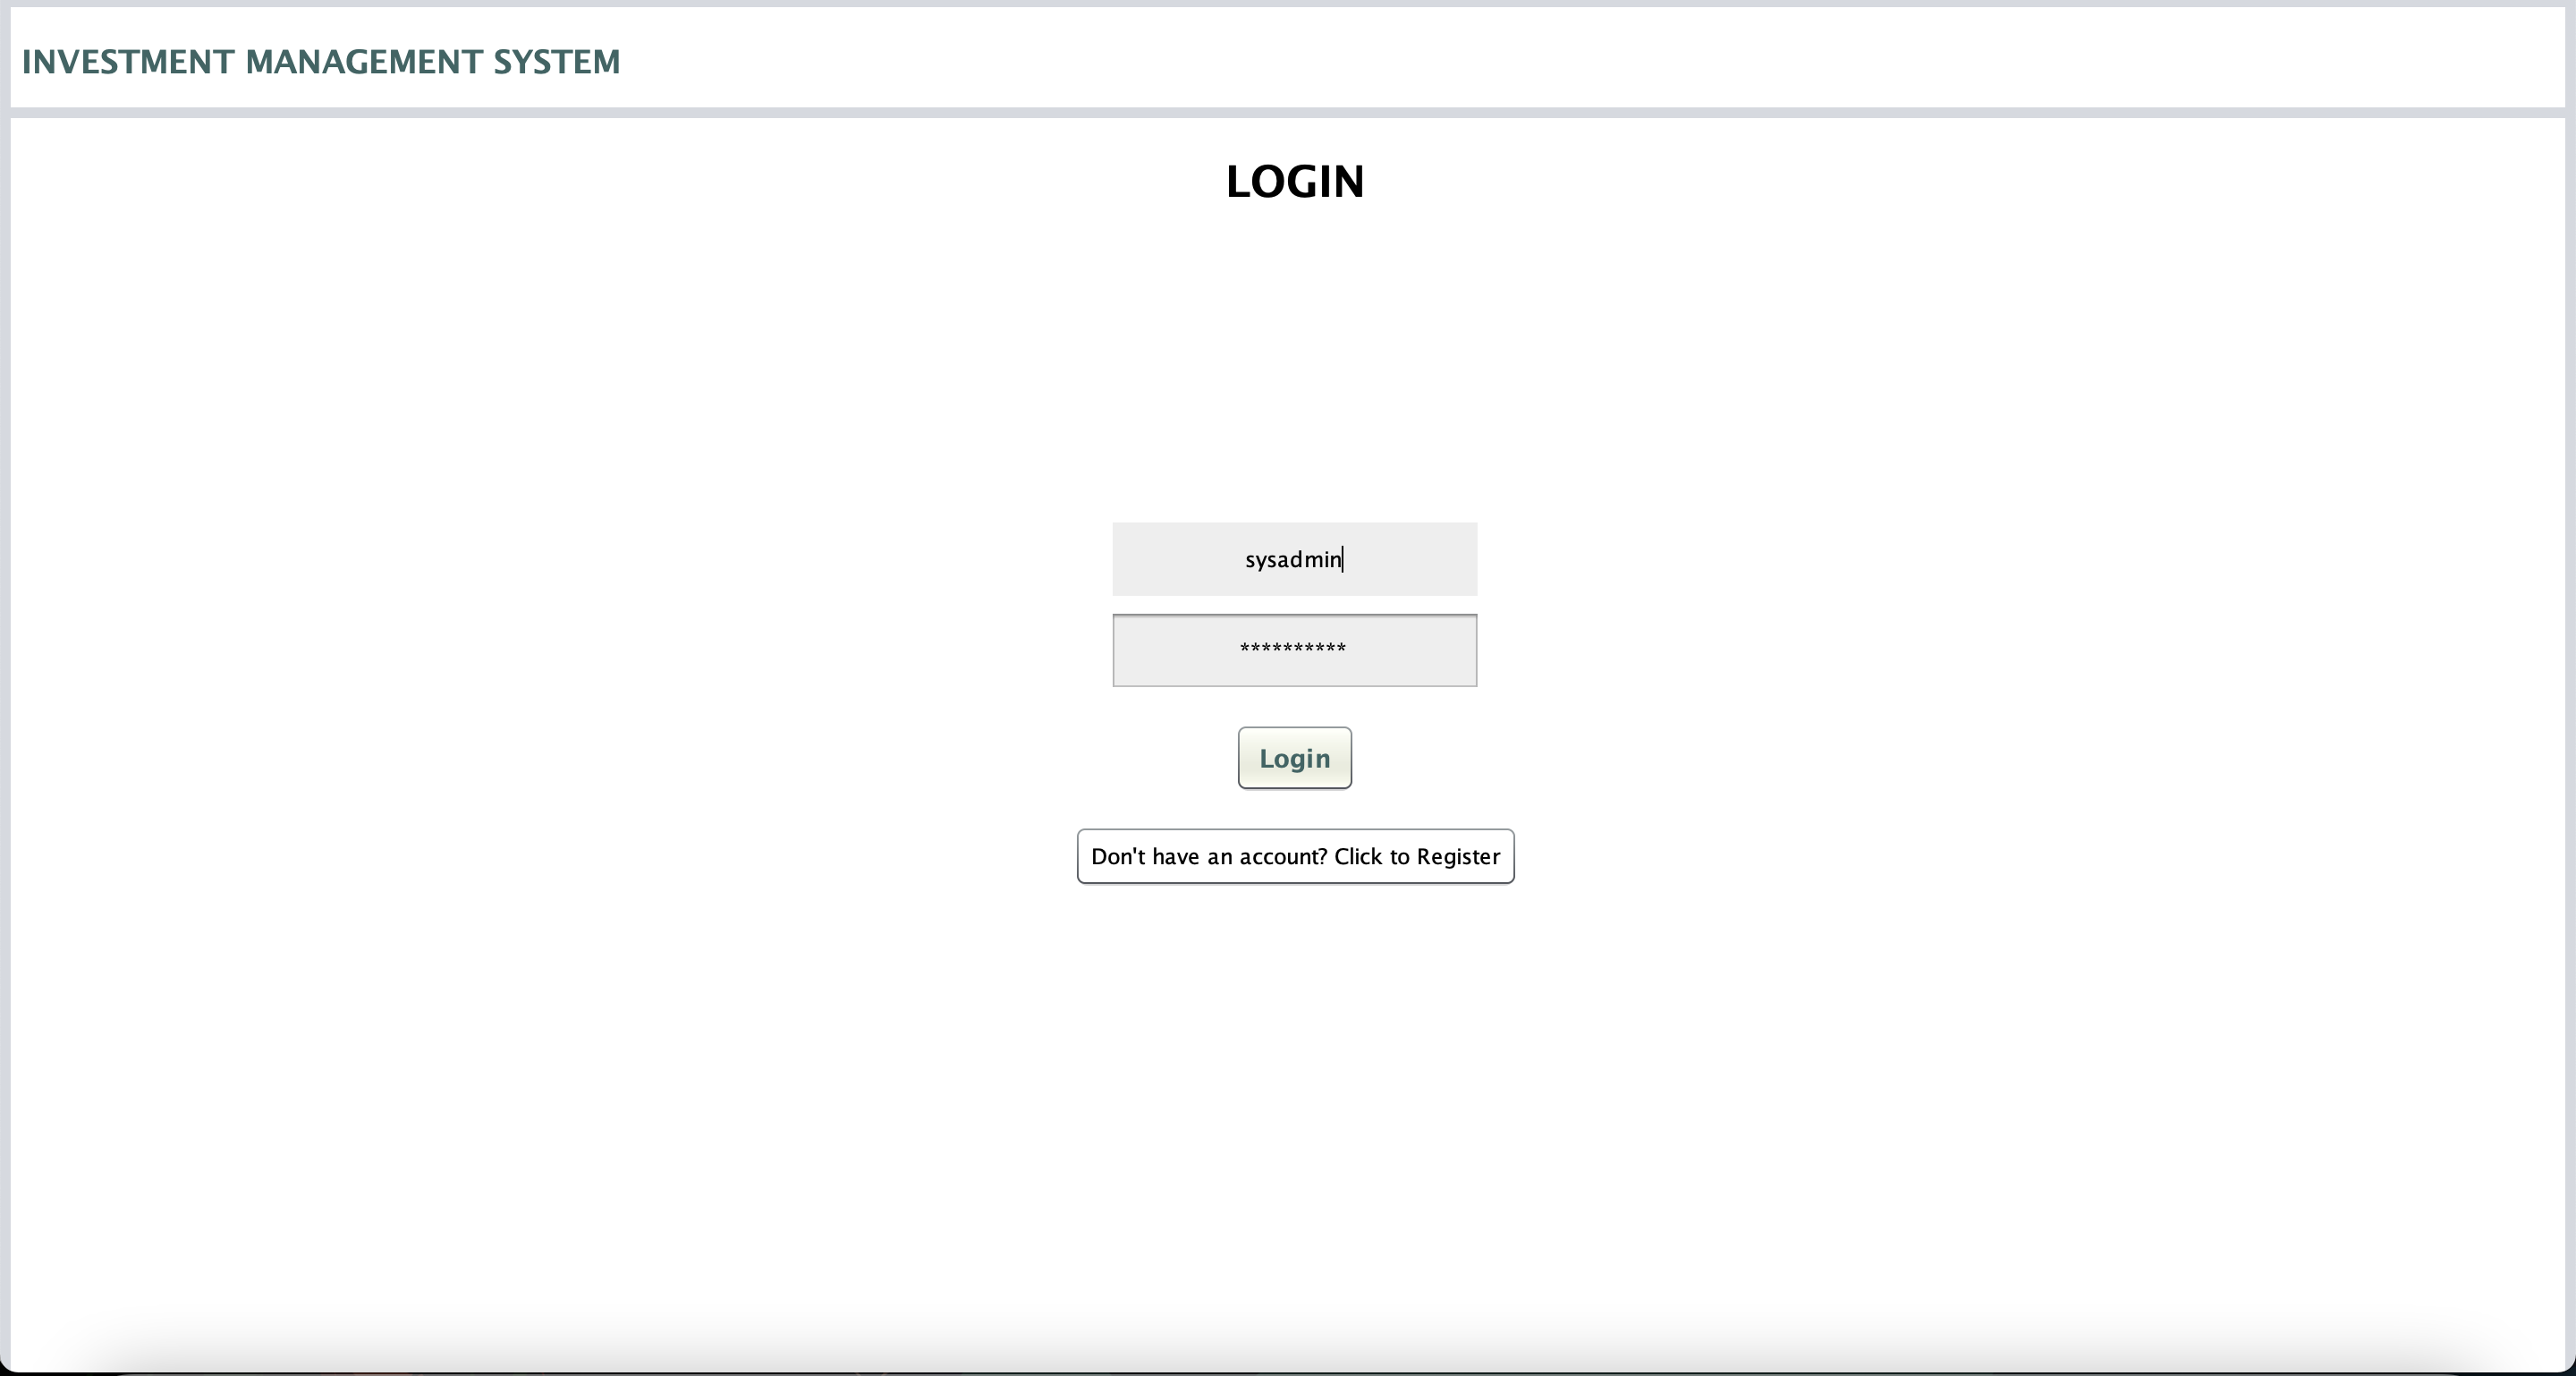 INVESTMENT MANAGEMENT SYSTEM
LOGIN
sysadmin
**********
Login
Don't have an account? Click to Register